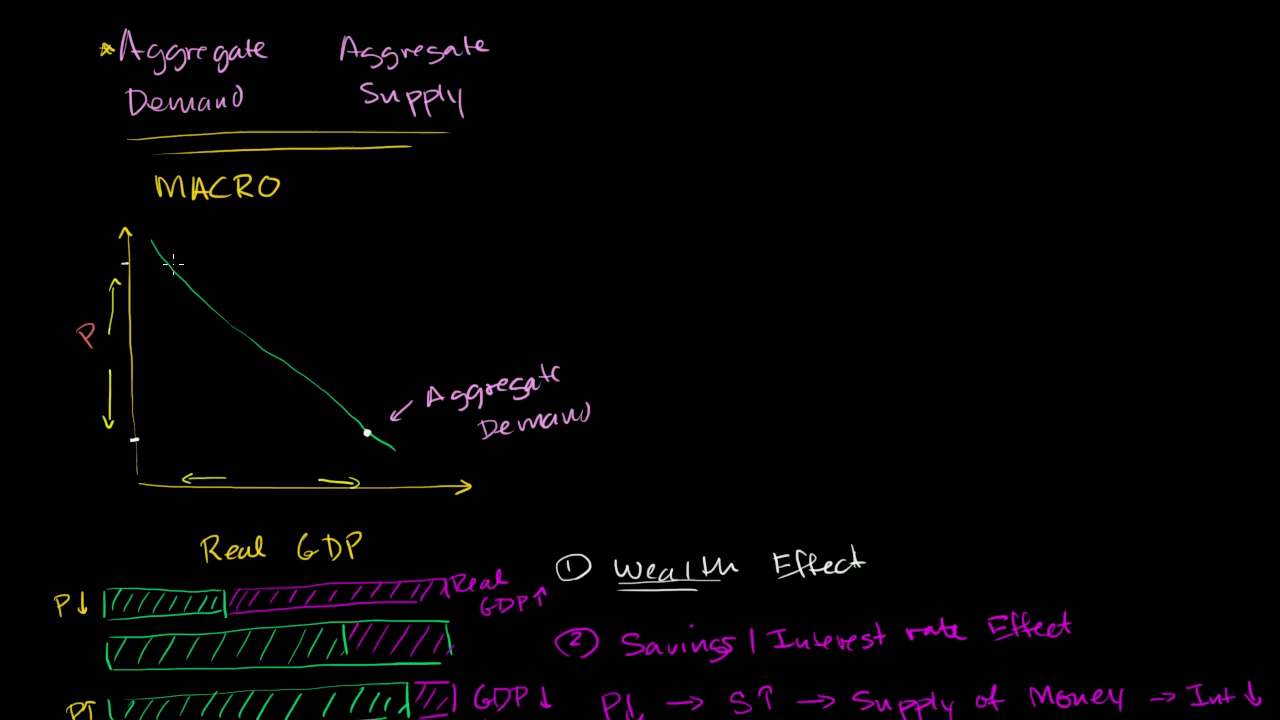 Aggregate Aggregate
Demand Supply
MACRO
P
Aggregate
Demand
Real GDP
① Wealth Effect
P↓ Real
GDP↑
② Savings / Interest rate Effect
P↑ GDP↓ P↓ → S↑ → Supply of Money → Int↓